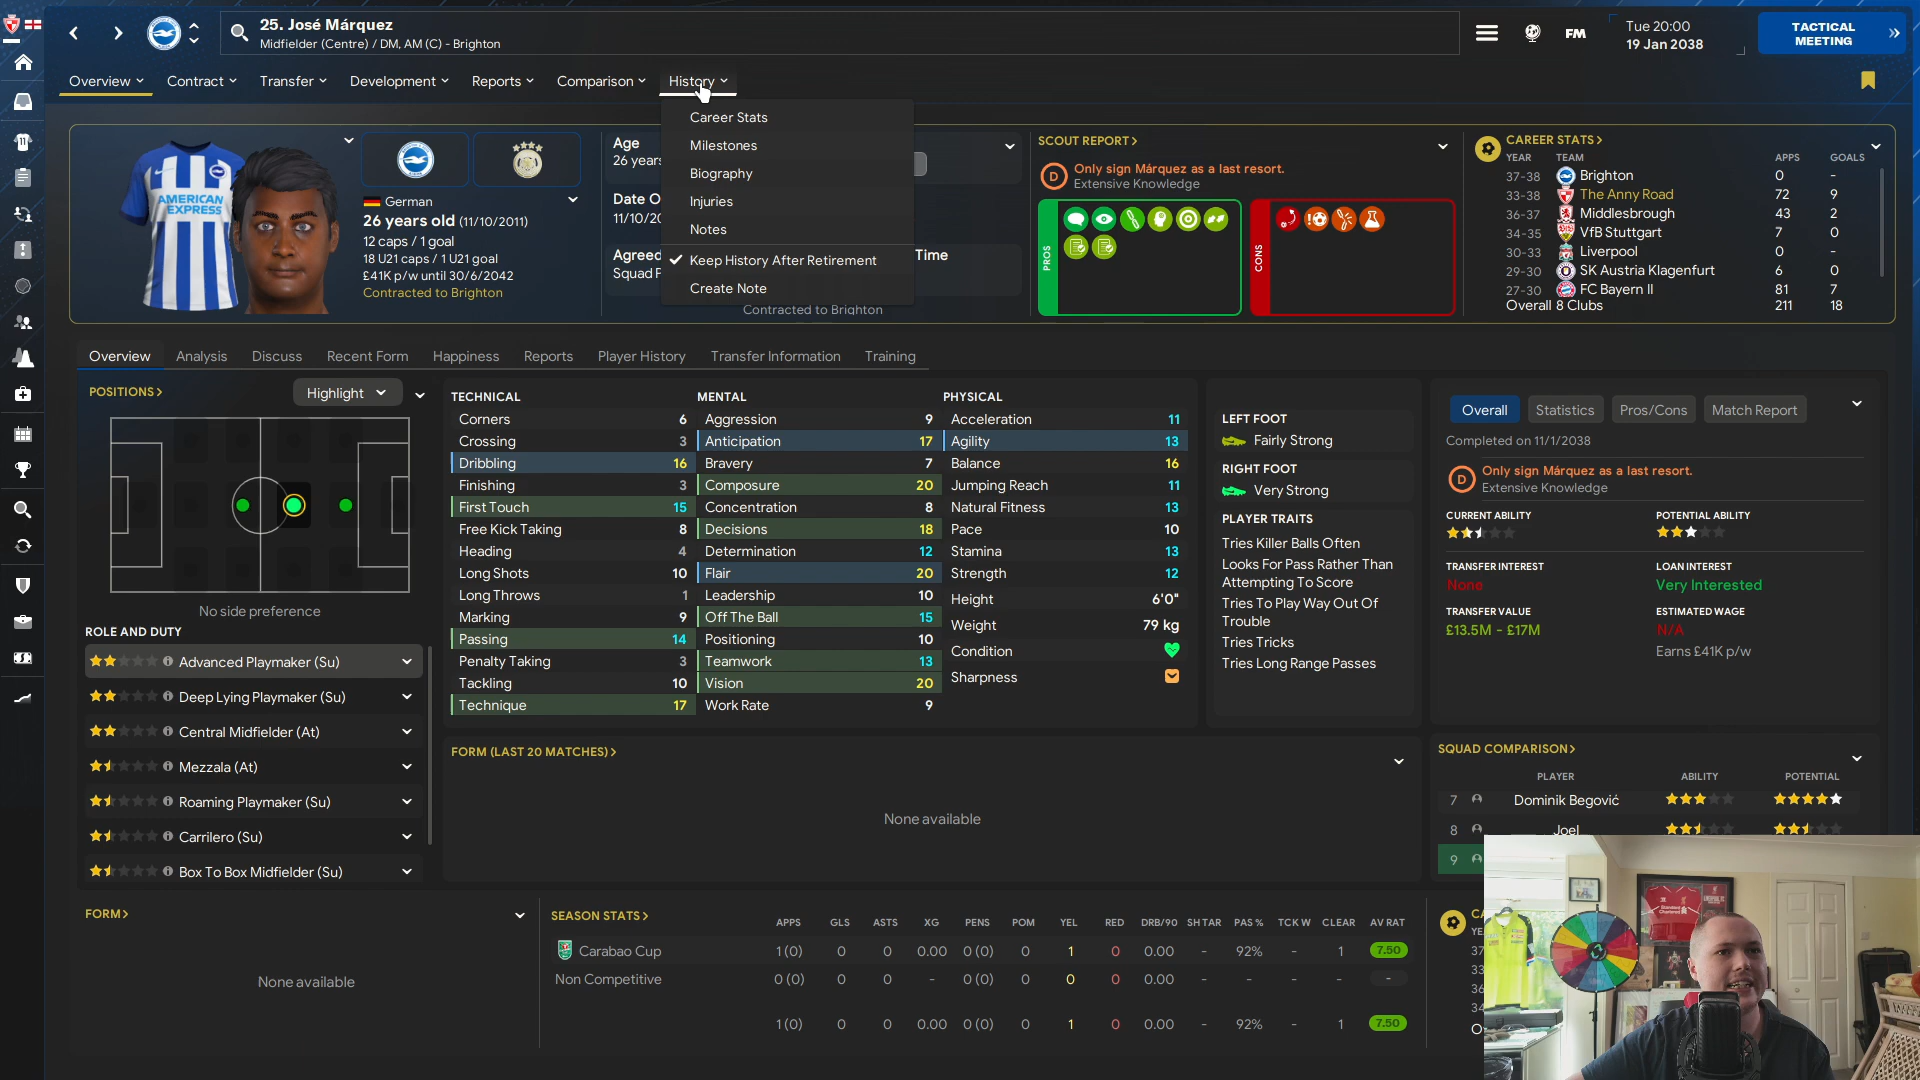 25. José Márquez
Midfielder (Centre) / DM, AM (C) - Brighton
FM
Tue 20:00
19 Jan 2038
TACTICAL MEETING
Overview
Contract
Transfer
Development
Reports
Comparison
History
Career Stats
Milestones
Biography
Injuries
Notes
Keep History After Retirement
Create Note
AMERICAN EXPRESS
German
26 years old (11/10/2011)
12 caps / 1 goal
18 U21 caps / 1 U21 goal
£41K p/w until 30/6/2042
Contracted to Brighton
Age
26 years
Date O
11/10/20
Agreed
Time
Squad P
Contracted to Brighton
SCOUT REPORT >
D
Only sign Márquez as a last resort.
Extensive Knowledge
PROS
CONS
CAREER STATS >
YEAR TEAM APPS GOALS
37-38 Brighton 0 -
33-38 The Anny Road 72 9
36-37 Middlesbrough 43 2
34-35 VfB Stuttgart 7 0
30-33 Liverpool 0 -
29-30 SK Austria Klagenfurt 6 0
27-30 FC Bayern II 81 7
Overall 8 Clubs 211 18
Overview Analysis Discuss Recent Form Happiness Reports Player History Transfer Information Training
POSITIONS >
Highlight
No side preference
ROLE AND DUTY
Advanced Playmaker (Su)
Deep Lying Playmaker (Su)
Central Midfielder (At)
Mezzala (At)
Roaming Playmaker (Su)
Carrilero (Su)
Box To Box Midfielder (Su)
TECHNICAL
Corners 6
Crossing 3
Dribbling 16
Finishing 3
First Touch 15
Free Kick Taking 8
Heading 4
Long Shots 10
Long Throws 1
Marking 9
Passing 14
Penalty Taking 3
Tackling 10
Technique 17
MENTAL
Aggression 9
Anticipation 17
Bravery 7
Composure 20
Concentration 8
Decisions 18
Determination 12
Flair 20
Leadership 10
Off The Ball 15
Positioning 10
Teamwork 13
Vision 20
Work Rate 9
PHYSICAL
Acceleration 11
Agility 13
Balance 16
Jumping Reach 11
Natural Fitness 13
Pace 10
Stamina 13
Strength 12
Height 6'0"
Weight 79 kg
Condition
Sharpness
LEFT FOOT
Fairly Strong
RIGHT FOOT
Very Strong
PLAYER TRAITS
Tries Killer Balls Often
Looks For Pass Rather Than
Attempting To Score
Tries To Play Way Out Of
Trouble
Tries Tricks
Tries Long Range Passes
Overall Statistics Pros/Cons Match Report
Completed on 11/1/2038
D
Only sign Márquez as a last resort.
Extensive Knowledge
CURRENT ABILITY
POTENTIAL ABILITY
TRANSFER INTEREST
None
LOAN INTEREST
Very Interested
TRANSFER VALUE
£13.5M - £17M
ESTIMATED WAGE
N/A
Earns £41K p/w
FORM (LAST 20 MATCHES) >
None available
SQUAD COMPARISON >
PLAYER ABILITY POTENTIAL
7 Dominik Begović
8 Joel
9
FORM >
None available
SEASON STATS >
APPS GLS ASTS XG PENS POM YEL RED DRB/90 SH TAR PAS % TCK W CLEAR AV RAT
Carabao Cup 1 (0) 0 0 0.00 0 (0) 0 1 0 0.00 - 92% - 1 7.50
Non Competitive 0 (0) 0 0 - 0 (0) 0 0 0 0.00 - - - - -
1 (0) 0 0 0.00 0 (0) 0 1 0 0.00 - 92% - 1 7.50
CA
YE
37
33
36
34
O